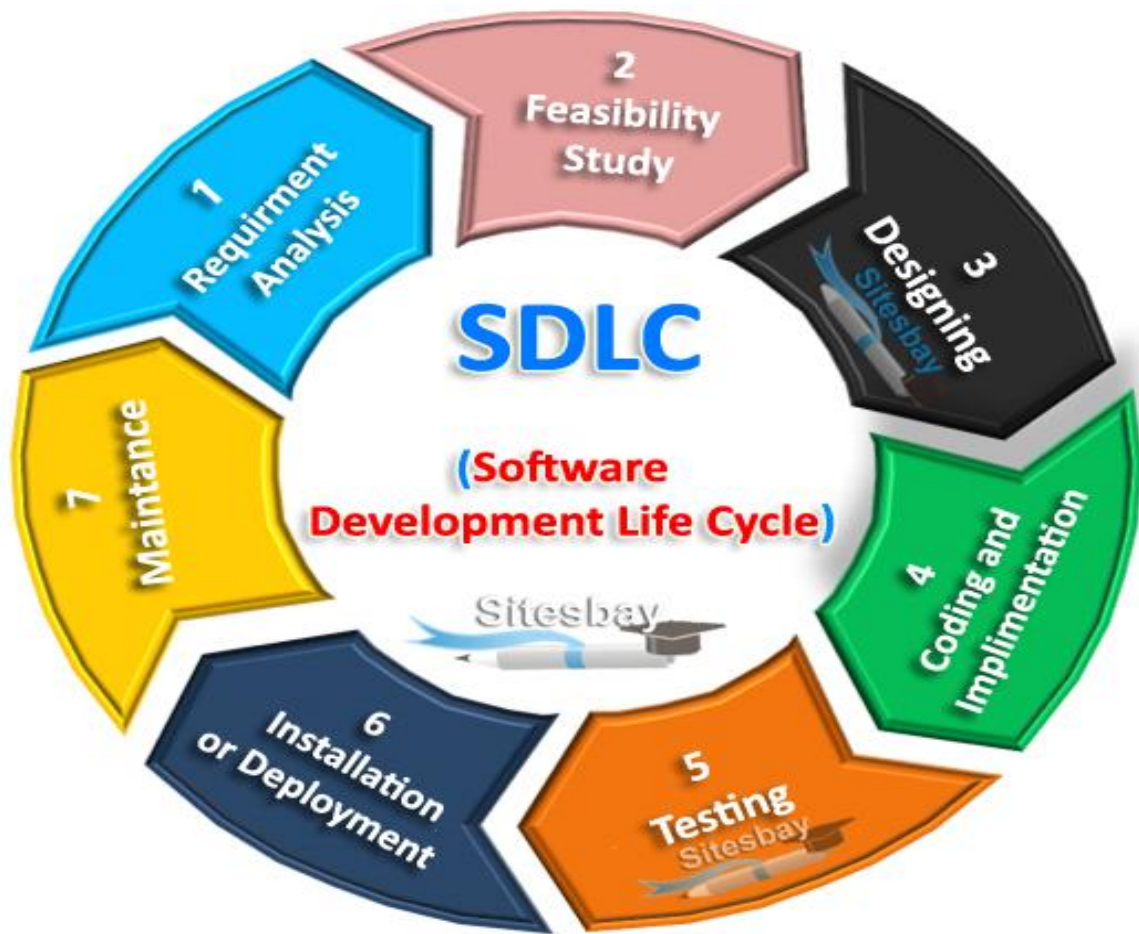 1
Requirment
Analysis
2
Feasibility
Study
3
Designing
Sitesbay
4
Coding and
Implimentation
5
Testing
Sitesbay
6
Installation
or Deployment
7
Maintance
SDLC
(Software
Development Life Cycle)
Sitesbay